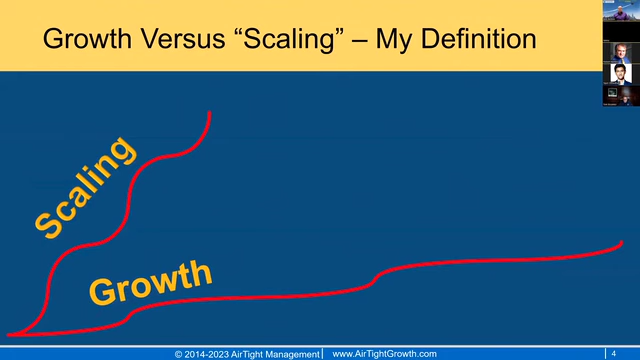 Growth Versus “Scaling” – My Definition
Scaling
Growth
© 2014-2023 AirTight Management
www.AirTightGrowth.com
4